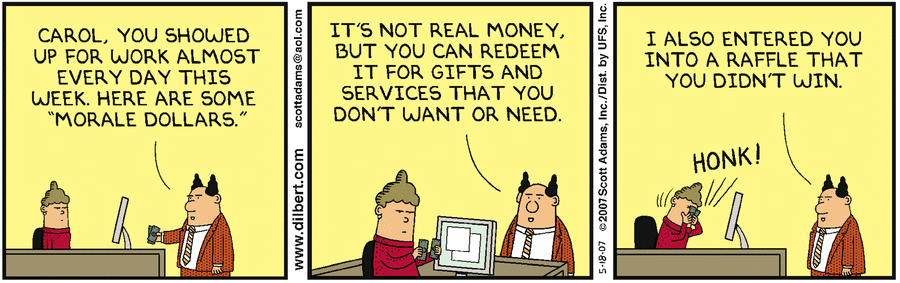 CAROL, YOU SHOWED
UP FOR WORK ALMOST
EVERY DAY THIS
WEEK. HERE ARE SOME
"MORALE DOLLARS."
www.dilbert.com scottadams@aol.com
IT'S NOT REAL MONEY,
BUT YOU CAN REDEEM
IT FOR GIFTS AND
SERVICES THAT YOU
DON'T WANT OR NEED.
5-18-07 ©2007 Scott Adams, Inc./Dist. by UFS, Inc.
I ALSO ENTERED YOU
INTO A RAFFLE THAT
YOU DIDN'T WIN.
HONK!